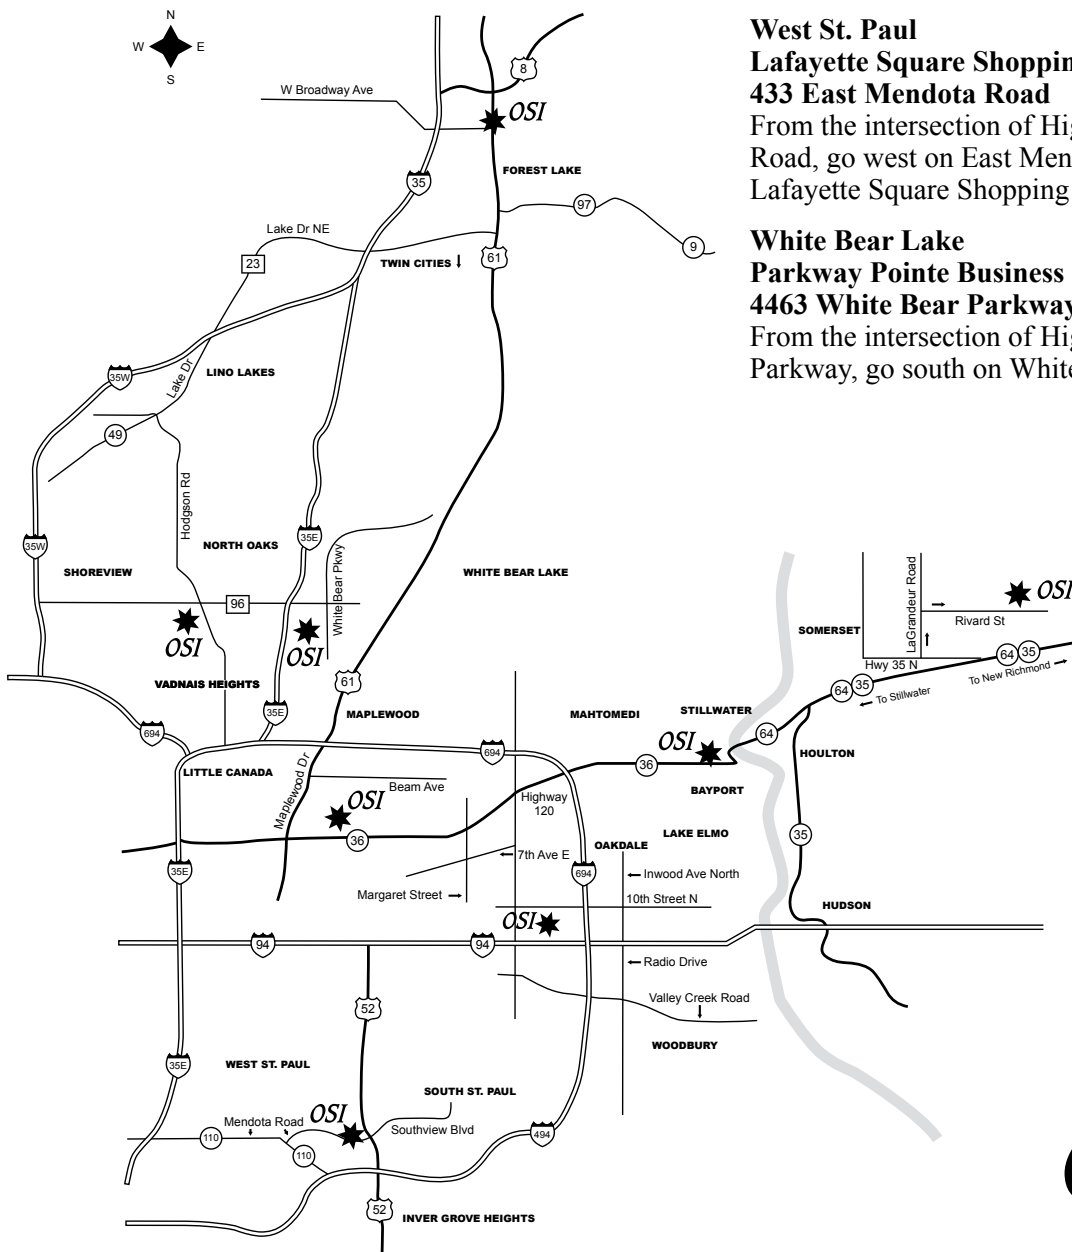 N
W
E
S
8
W Broadway Ave
OSI
35
FOREST LAKE
97
Lake Dr NE
9
23
TWIN CITIES
61
35W
Lake Dr
LINO LAKES
49
Hodgson Rd
35W
NORTH OAKS
35E
SHOREVIEW
White Bear Pkwy
WHITE BEAR LAKE
96
OSI
OSI
VADNAIS HEIGHTS
61
35E
MAPLEWOOD
MAHTOMEDI
STILLWATER
694
694
OSI
64
LITTLE CANADA
Maplewood Dr
Beam Ave
36
BAYPORT
HOULTON
OSI
Highway
120
36
LAKE ELMO
OAKDALE
35
7th Ave E
35E
694
Inwood Ave North
Margaret Street
10th Street N
HUDSON
OSI
94
94
Radio Drive
52
Valley Creek Road
WOODBURY
35E
WEST ST. PAUL
SOUTH ST. PAUL
OSI
Mendota Road
Southview Blvd
110
110
494
52
INVER GROVE HEIGHTS
LaGrandeur Road
OSI
Rivard St
SOMERSET
Hwy 35 N
64
35
To New Richmond
64
35
To Stillwater
West St. Paul
Lafayette Square Shoppin
433 East Mendota Road
From the intersection of Hig
Road, go west on East Men
Lafayette Square Shopping
White Bear Lake
Parkway Pointe Business
4463 White Bear Parkway
From the intersection of Hig
Parkway, go south on White